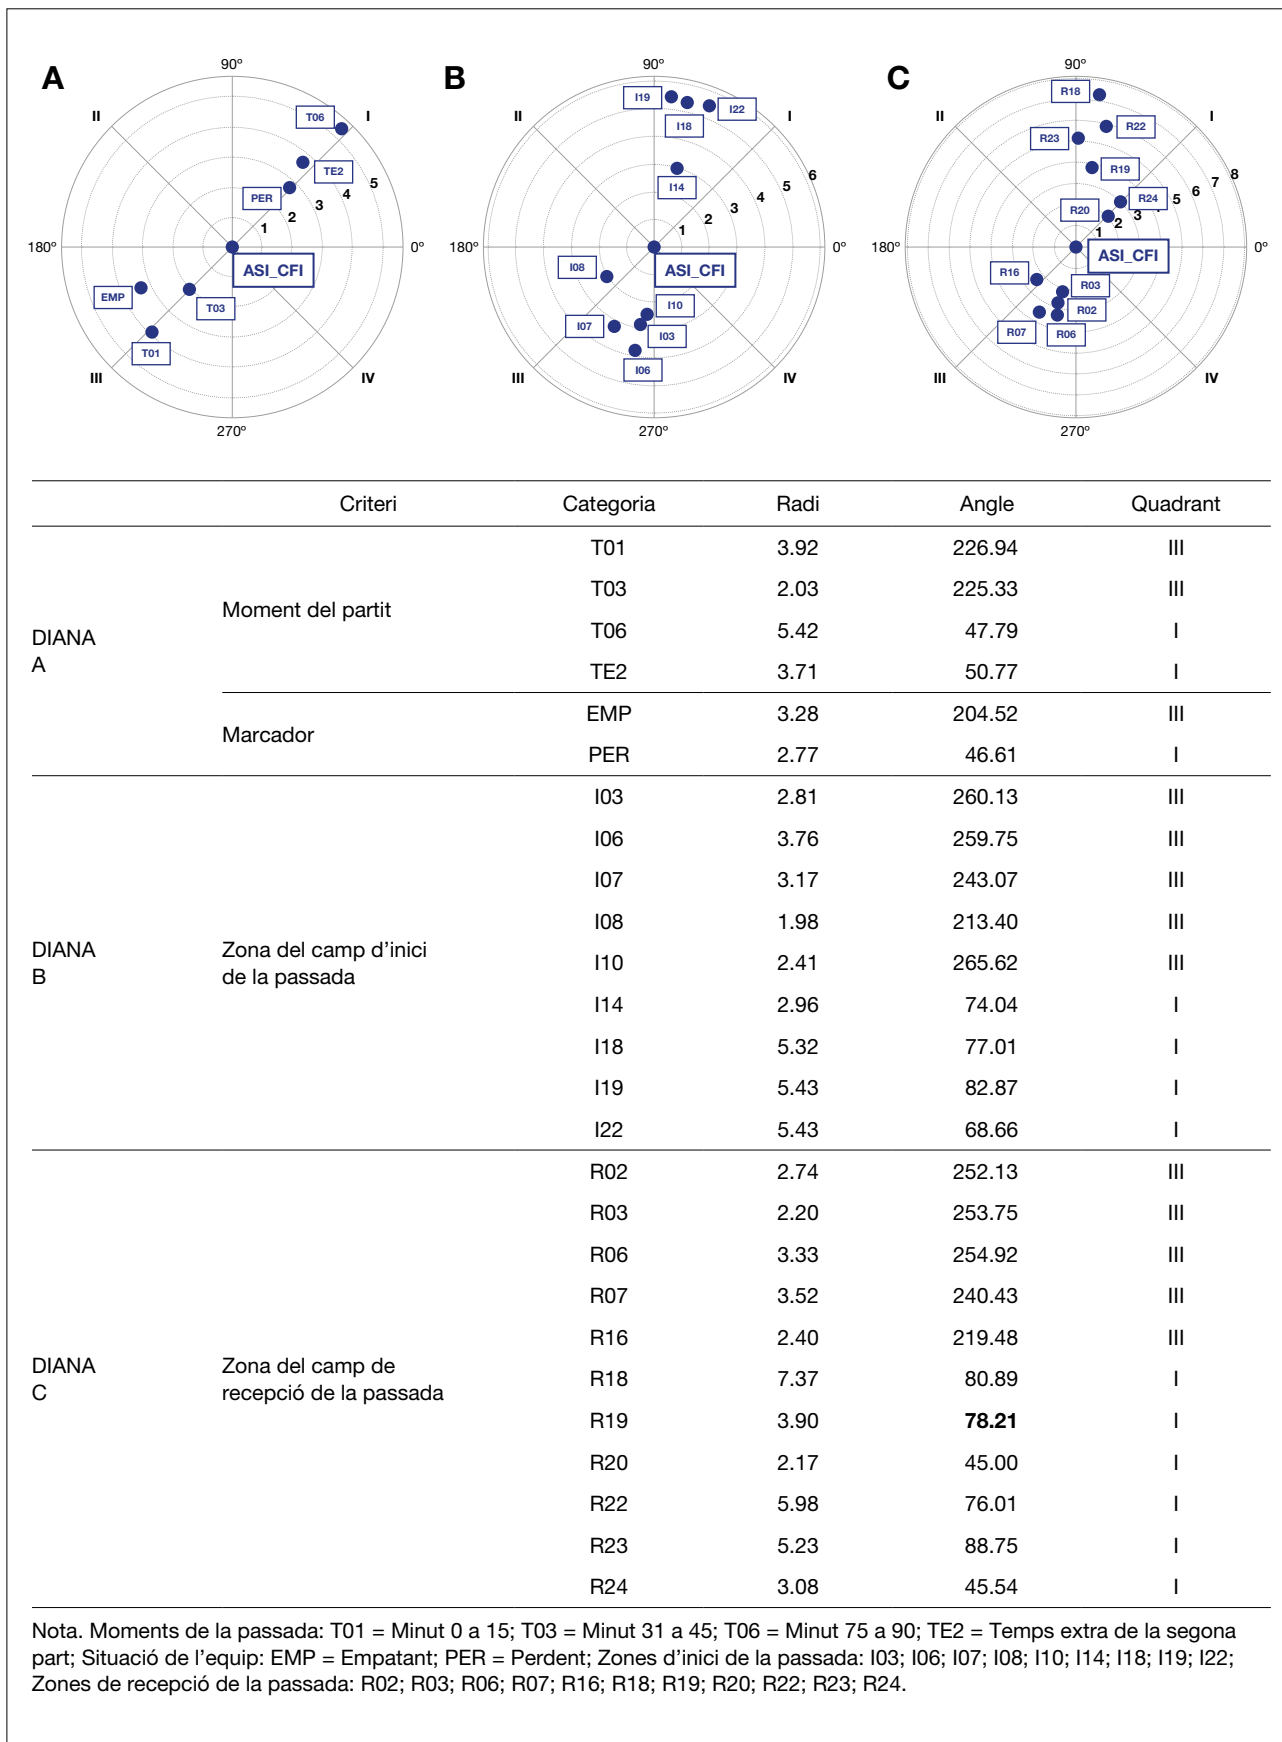 A
90º
II
I
T06
TE2
PER
5
4
3
2
1
180º
0º
ASI_CFI
EMP
T03
T01
III
IV
270º
B
90º
II
I
I19
I22
I18
I14
6
5
4
3
2
1
180º
0º
ASI_CFI
I08
I10
I07
I03
I06
III
IV
270º
C
90º
II
I
R18
R22
R23
R19
R24
R20
8
7
6
5
3
2
1
180º
0º
ASI_CFI
R16
R03
R02
R07
R06
III
IV
270º
Criteri Categoria Radi Angle Quadrant
DIANA
A
Moment del partit
T01 3.92 226.94 III
T03 2.03 225.33 III
T06 5.42 47.79 I
TE2 3.71 50.77 I
Marcador
EMP 3.28 204.52 III
PER 2.77 46.61 I
DIANA
B
Zona del camp d’inici
de la passada
I03 2.81 260.13 III
I06 3.76 259.75 III
I07 3.17 243.07 III
I08 1.98 213.40 III
I10 2.41 265.62 III
I14 2.96 74.04 I
I18 5.32 77.01 I
I19 5.43 82.87 I
I22 5.43 68.66 I
DIANA
C
Zona del camp de
recepció de la passada
R02 2.74 252.13 III
R03 2.20 253.75 III
R06 3.33 254.92 III
R07 3.52 240.43 III
R16 2.40 219.48 III
R18 7.37 80.89 I
R19 3.90 78.21 I
R20 2.17 45.00 I
R22 5.98 76.01 I
R23 5.23 88.75 I
R24 3.08 45.54 I
Nota. Moments de la passada: T01 = Minut 0 a 15; T03 = Minut 31 a 45; T06 = Minut 75 a 90; TE2 = Temps extra de la segona
part; Situació de l’equip: EMP = Empatant; PER = Perdent; Zones d’inici de la passada: I03; I06; I07; I08; I10; I14; I18; I19; I22;
Zones de recepció de la passada: R02; R03; R06; R07; R16; R18; R19; R20; R22; R23; R24.